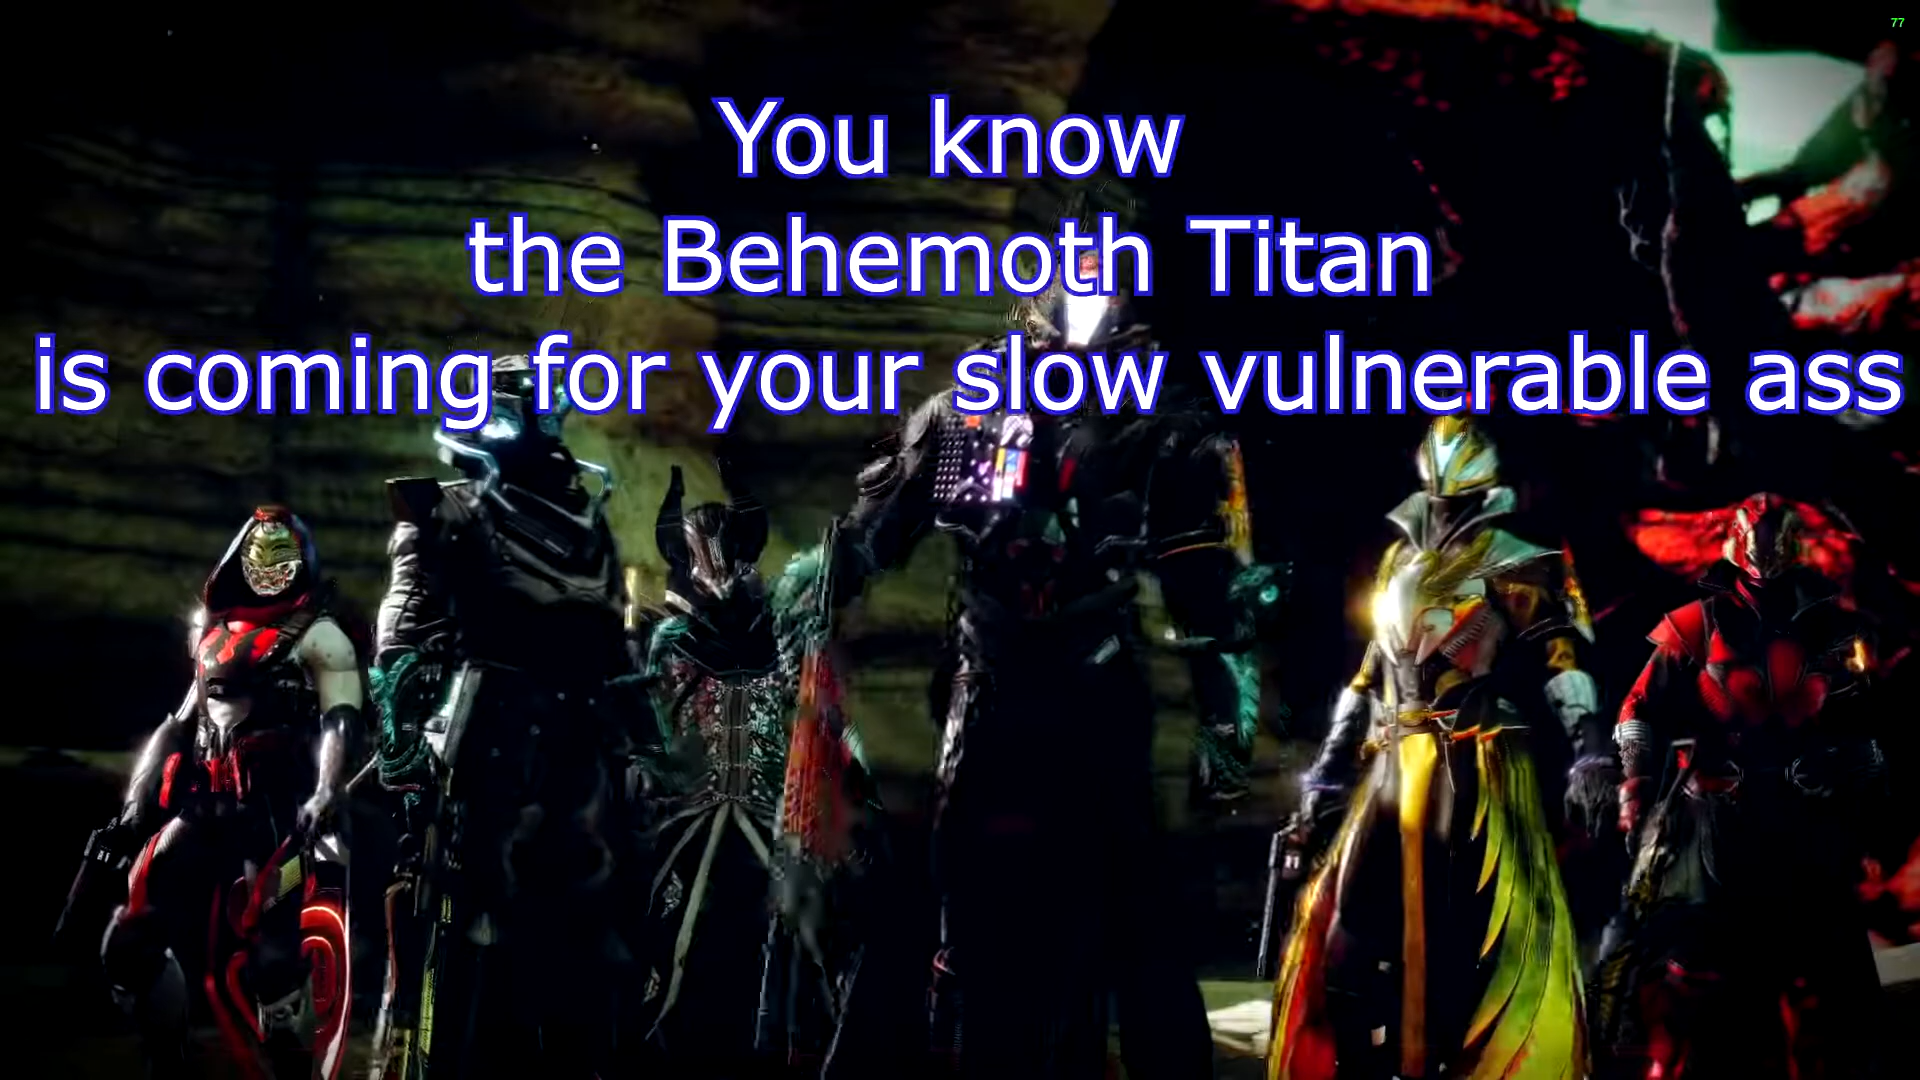 77
You know
the Behemoth Titan
is coming for your slow vulnerable ass